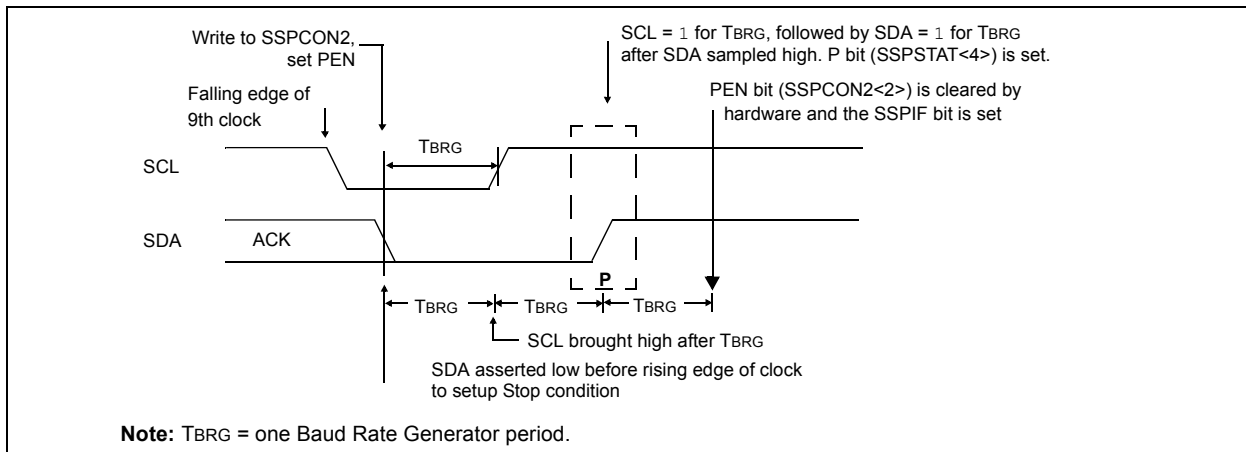 Write to SSPCON2,
set PEN
SCL = 1 for TBRG, followed by SDA = 1 for TBRG
after SDA sampled high. P bit (SSPSTAT<4>) is set.
Falling edge of
9th clock
PEN bit (SSPCON2<2>) is cleared by
hardware and the SSPIF bit is set
TBRG
SCL
SDA
ACK
P
TBRG
TBRG
TBRG
SCL brought high after TBRG
SDA asserted low before rising edge of clock
to setup Stop condition
Note: TBRG = one Baud Rate Generator period.